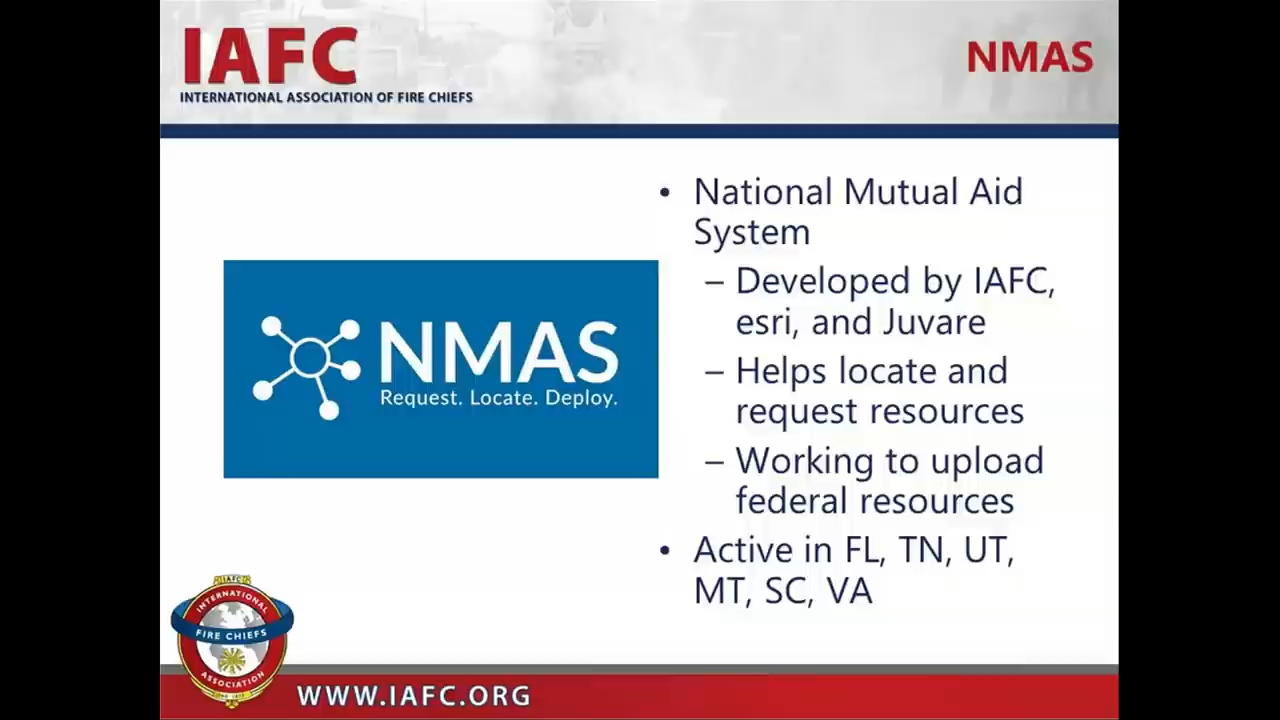 IAFC
INTERNATIONAL ASSOCIATION OF FIRE CHIEFS
NMAS
• National Mutual Aid
System
– Developed by IAFC,
esri, and Juvare
– Helps locate and
request resources
– Working to upload
federal resources
• Active in FL, TN, UT,
MT, SC, VA
NMAS
Request. Locate. Deploy.
IAFC
INTERNATIONAL
FIRE CHIEFS
ASSOCIATION
WWW.IAFC.ORG